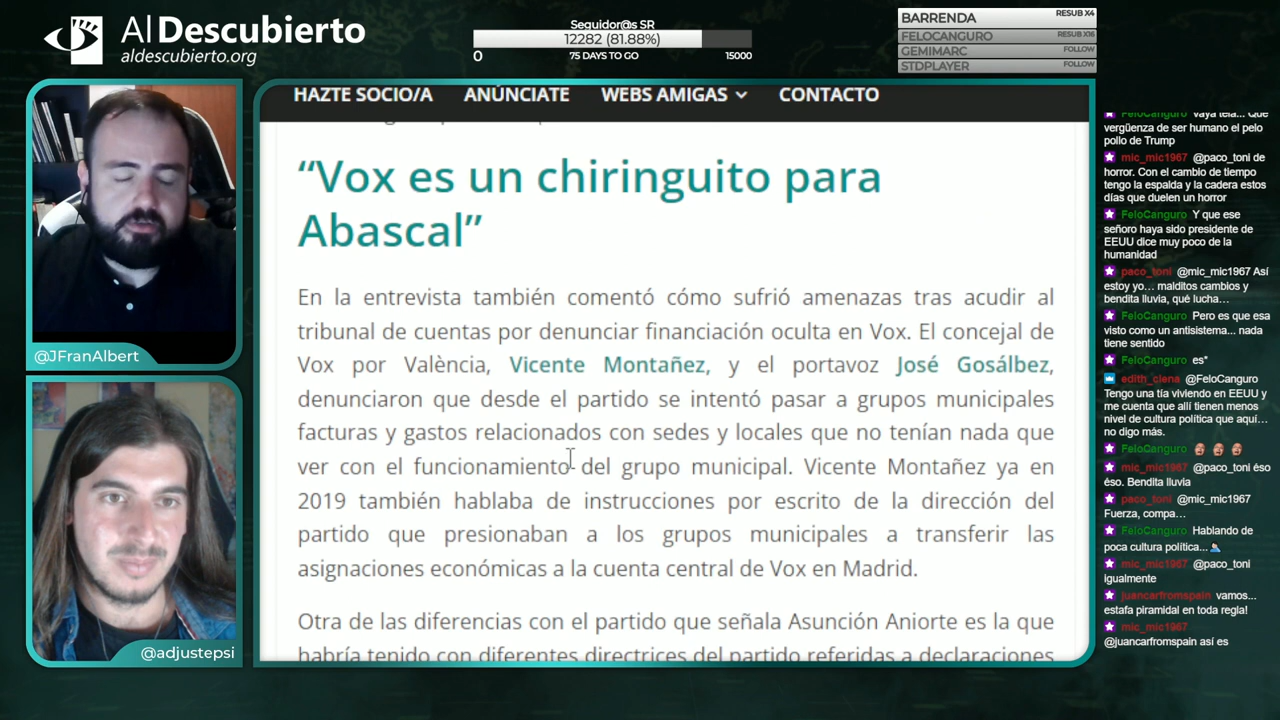 Al Descubierto
aldescubierto.org
Seguidor@s SR
12282 (81.88%)
0
75 DAYS TO GO
15000
BARRENDA RESUB X4
FELOCANGURO RESUB X16
GEMIMARC FOLLOW
STDPLAYER FOLLOW
@JFranAlbert
@adjustepsi
HAZTE SOCIO/A ANÚNCIATE WEBS AMIGAS CONTACTO
“Vox es un chiringuito para
Abascal”
En la entrevista también comentó cómo sufrió amenazas tras acudir al
tribunal de cuentas por denunciar financiación oculta en Vox. El concejal de
Vox por València, Vicente Montañez, y el portavoz José Gosálbez,
denunciaron que desde el partido se intentó pasar a grupos municipales
facturas y gastos relacionados con sedes y locales que no tenían nada que
ver con el funcionamiento del grupo municipal. Vicente Montañez ya en
2019 también hablaba de instrucciones por escrito de la dirección del
partido que presionaban a los grupos municipales a transferir las
asignaciones económicas a la cuenta central de Vox en Madrid.
Otra de las diferencias con el partido que señala Asunción Aniorte es la que
habría tenido con diferentes directrices del partido referidas a declaraciones
FeloCanguro Vaya tela... Que
vergüenza de ser humano el pelo
pollo de Trump
mic_mic1967 @paco_toni de
horror. Con el cambio de tiempo
tengo la espalda y la cadera estos
días que duelen un horror
FeloCanguro Y que ese
señoro haya sido presidente de
EEUU dice muy poco de la
humanidad
paco_toni @mic_mic1967 Así
estoy yo… malditos cambios y
bendita lluvia, qué lucha…
FeloCanguro Pero es que esa
visto como un antisistema... nada
tiene sentido
FeloCanguro es*
edith_ciena @FeloCanguro
Tengo una tía viviendo en EEUU y
me cuenta que allí tienen menos
nivel de cultura política que aquí...
no digo más.
FeloCanguro
mic_mic1967 @paco_toni éso
éso. Bendita lluvia
paco_toni @mic_mic1967
Fuerza, compa…
FeloCanguro Hablando de
poca cultura política...
mic_mic1967 @paco_toni
igualmente
juancarfromspain vamos...
estafa piramidal en toda regla!
mic_mic1967
@juancarfromspain así es